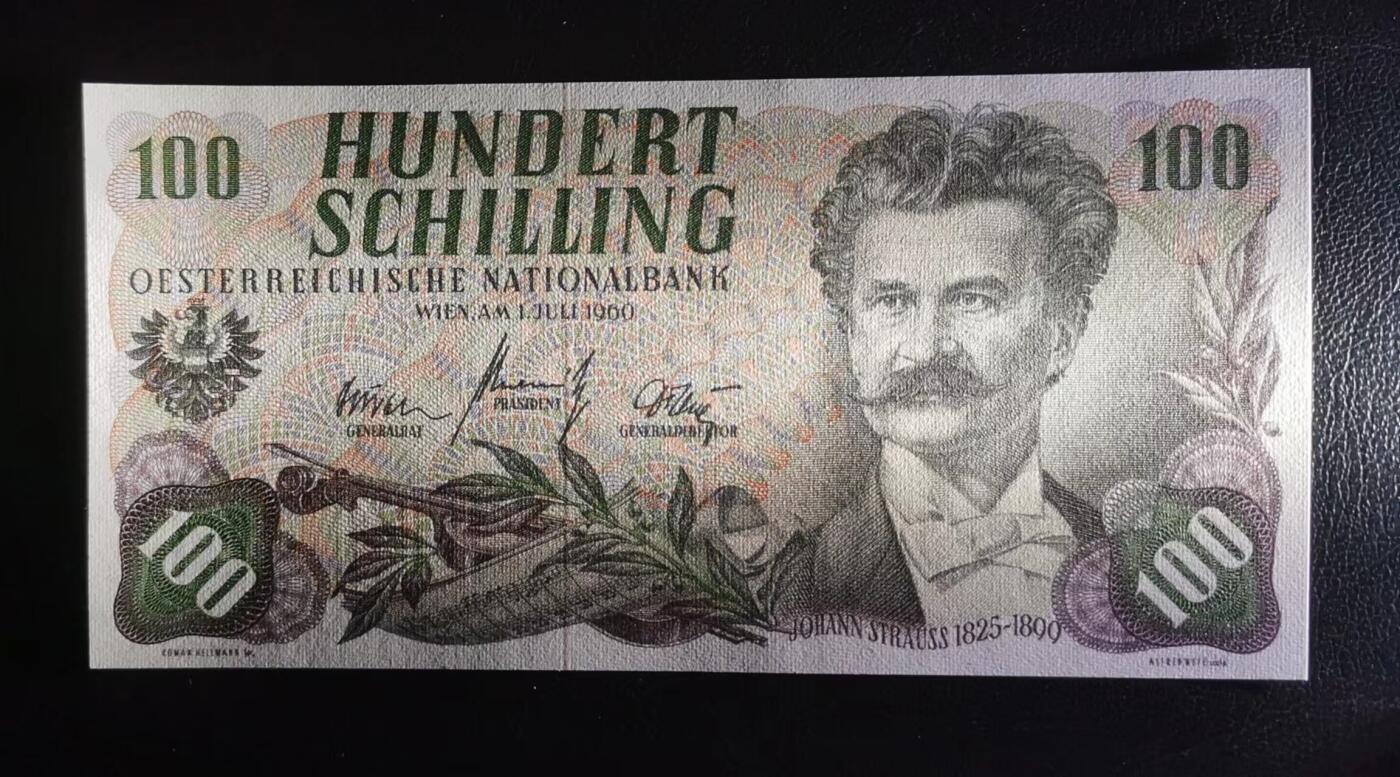 100
HUNDERT
100
SCHILLING
OESTERREICHISCHE NATIONALBANK
WIEN, AM 1. JULI 1960
GENERALRAT
PRÄSIDENT
GENERALDIREKTOR
100
100
JOHANN STRAUSS 1825-1899